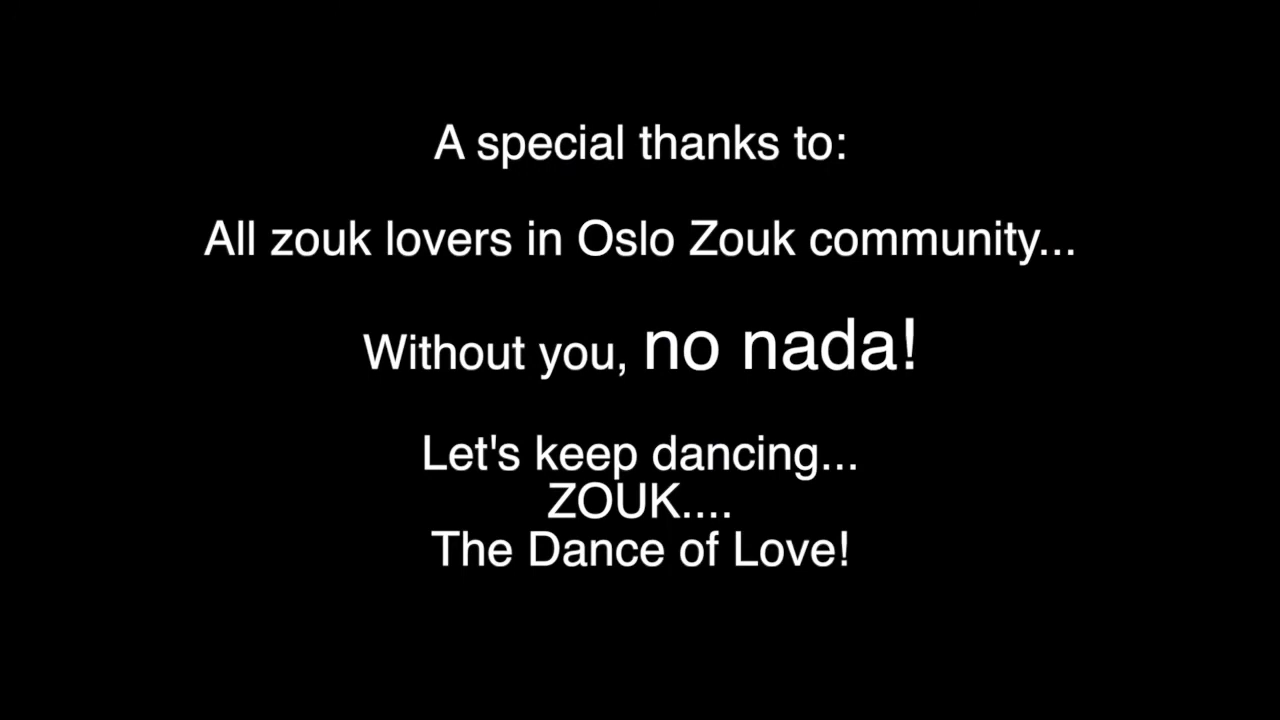 A special thanks to:
All zouk lovers in Oslo Zouk community...
Without you, no nada!
Let's keep dancing...
ZOUK....
The Dance of Love!